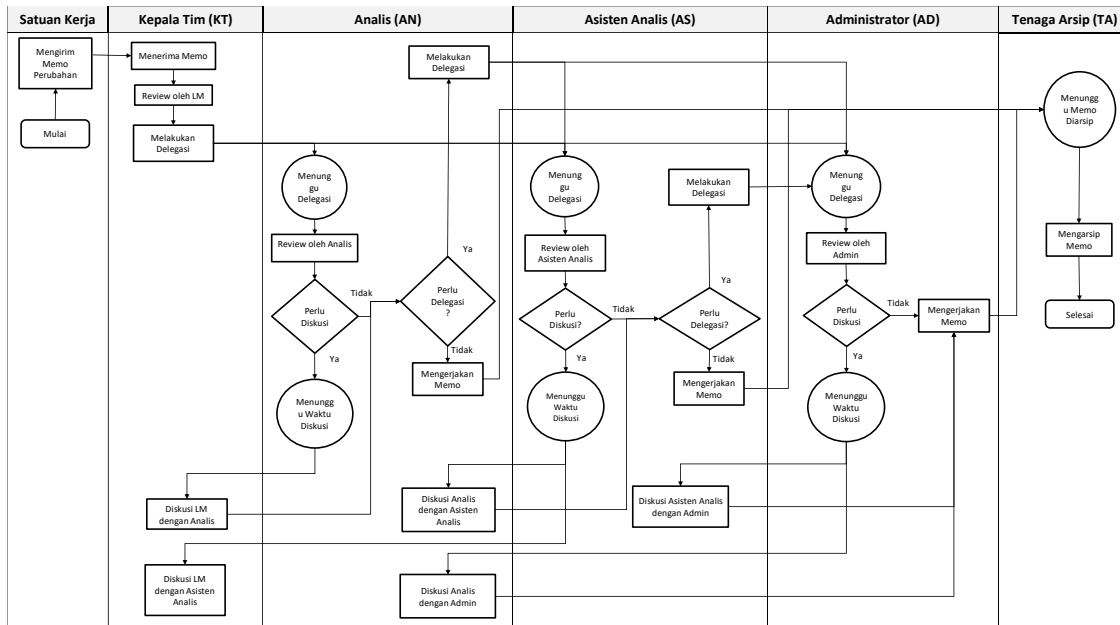 Satuan Kerja
Kepala Tim (KT)
Analis (AN)
Asisten Analis (AS)
Administrator (AD)
Tenaga Arsip (TA)
Mengirim
Memo
Perubahan
Mulai
Menerima Memo
Review oleh LM
Melakukan
Delegasi
Diskusi LM
dengan Analis
Diskusi LM
dengan Asisten
Analis
Menung
gu
Delegasi
Review oleh Analis
Perlu
Diskusi
Tidak
Ya
Menungg
u Waktu
Diskusi
Melakukan
Delegasi
Ya
Perlu
Delegasi
?
Tidak
Mengerjakan
Memo
Diskusi Analis
dengan Asisten
Analis
Diskusi Analis
dengan Admin
Menung
gu
Delegasi
Review oleh
Asisten Analis
Perlu
Diskusi?
Tidak
Ya
Menunggu
Waktu
Diskusi
Melakukan
Delegasi
Ya
Perlu
Delegasi?
Tidak
Mengerjakan
Memo
Diskusi Asisten Analis
dengan Admin
Menung
gu
Delegasi
Review oleh
Admin
Perlu
Diskusi
Tidak
Ya
Menunggu
Waktu
Diskusi
Mengerjakan
Memo
Menungg
u Memo
Diarsip
Mengarsip
Memo
Selesai